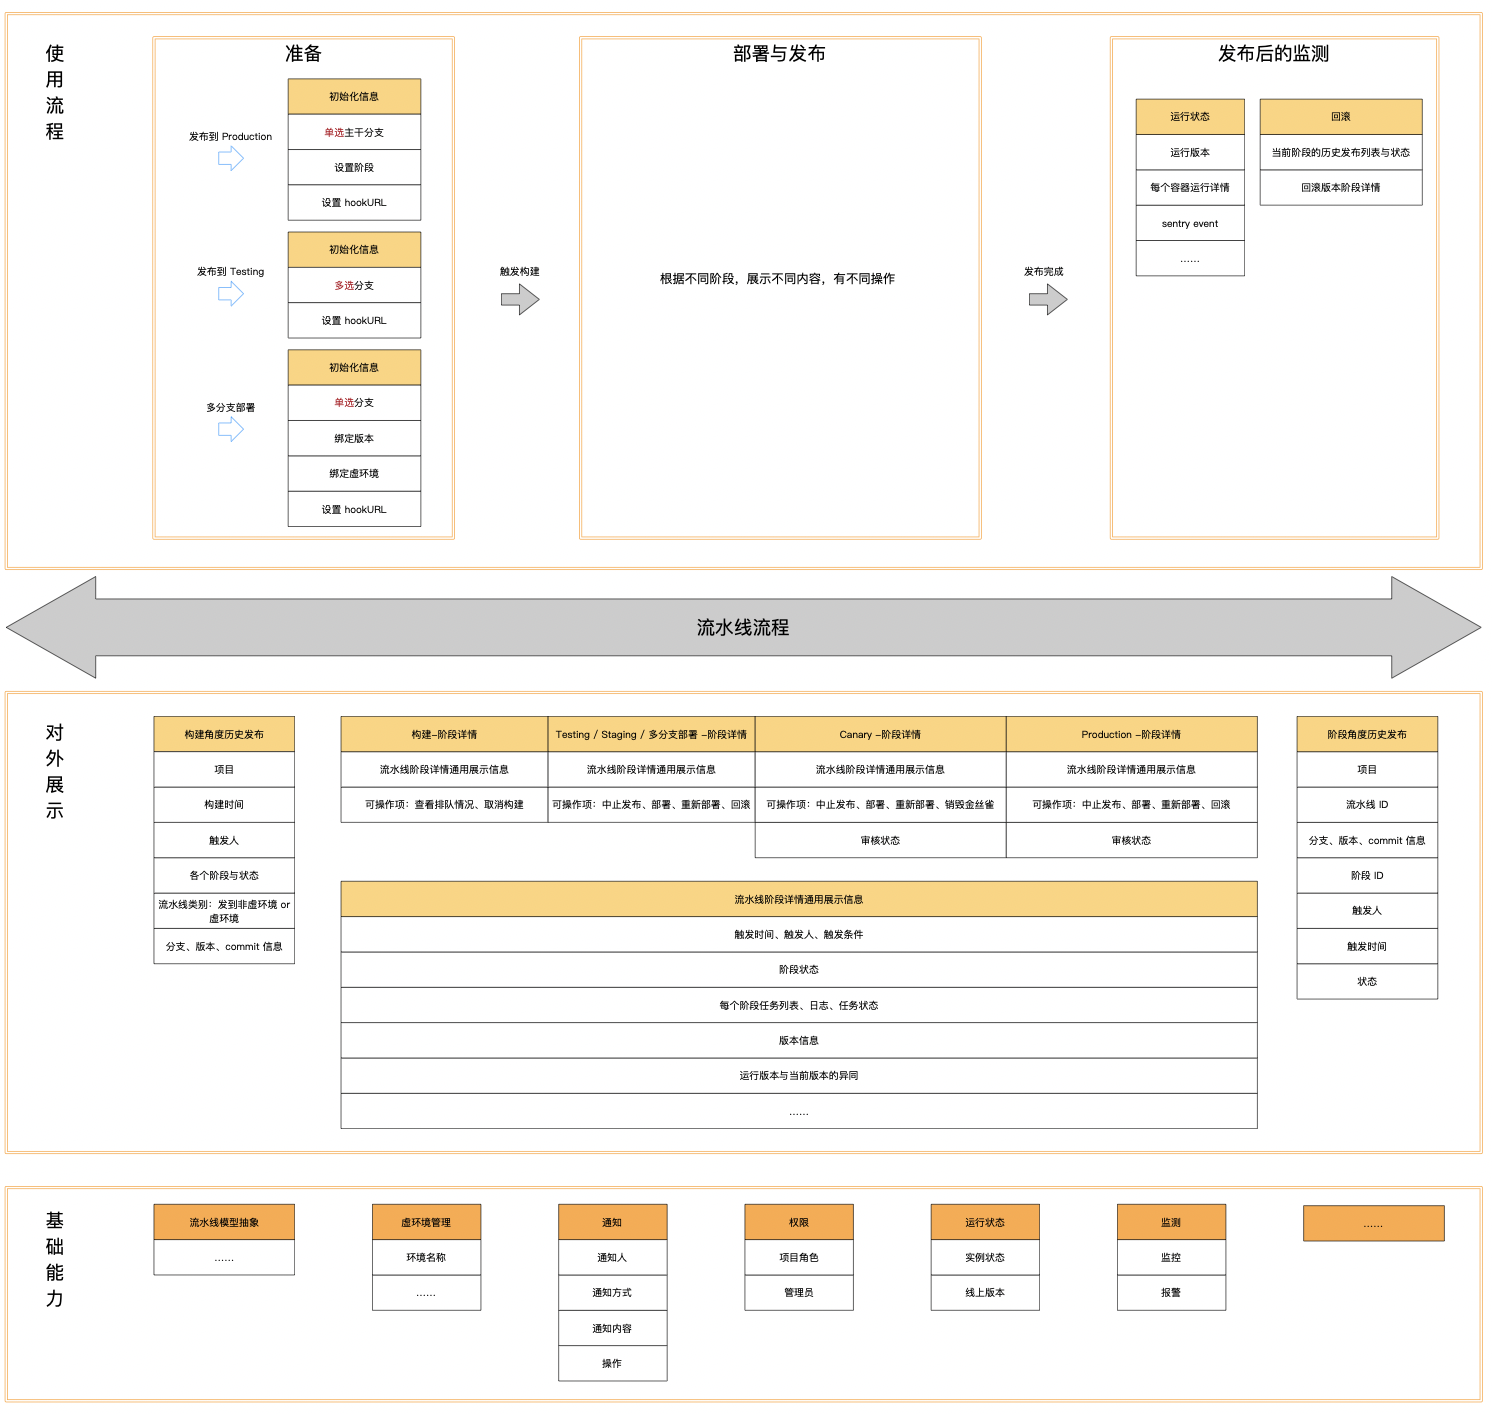 使
用
流
程
准备
发布到 Production
初始化信息
单选主干分支
设置阶段
设置 hookURL
发布到 Testing
初始化信息
多选分支
设置 hookURL
多分支部署
初始化信息
单选分支
绑定版本
绑定虚环境
设置 hookURL
触发构建
部署与发布
根据不同阶段，展示不同内容，有不同操作
发布完成
发布后的监测
运行状态
运行版本
每个容器运行详情
sentry event
......
回滚
当前阶段的历史发布列表与状态
回滚版本阶段详情
流水线流程
对
外
展
示
构建角度历史发布
项目
构建时间
触发人
各个阶段与状态
流水线类别：发到非虚环境 or
虚环境
分支、版本、commit 信息
构建-阶段详情
流水线阶段详情通用展示信息
可操作项：查看排队情况、取消构建
Testing / Staging / 多分支部署 -阶段详情
流水线阶段详情通用展示信息
可操作项：中止发布、部署、重新部署、回滚
Canary -阶段详情
流水线阶段详情通用展示信息
可操作项：中止发布、部署、重新部署、销毁金丝雀
审核状态
Production -阶段详情
流水线阶段详情通用展示信息
可操作项：中止发布、部署、重新部署、回滚
审核状态
流水线阶段详情通用展示信息
触发时间、触发人、触发条件
阶段状态
每个阶段任务列表、日志、任务状态
版本信息
运行版本与当前版本的异同
......
阶段角度历史发布
项目
流水线 ID
分支、版本、commit 信息
阶段 ID
触发人
触发时间
状态
基
础
能
力
流水线模型抽象
......
虚环境管理
环境名称
......
通知
通知人
通知方式
通知内容
操作
权限
项目角色
管理员
运行状态
实例状态
线上版本
监测
监控
报警
......